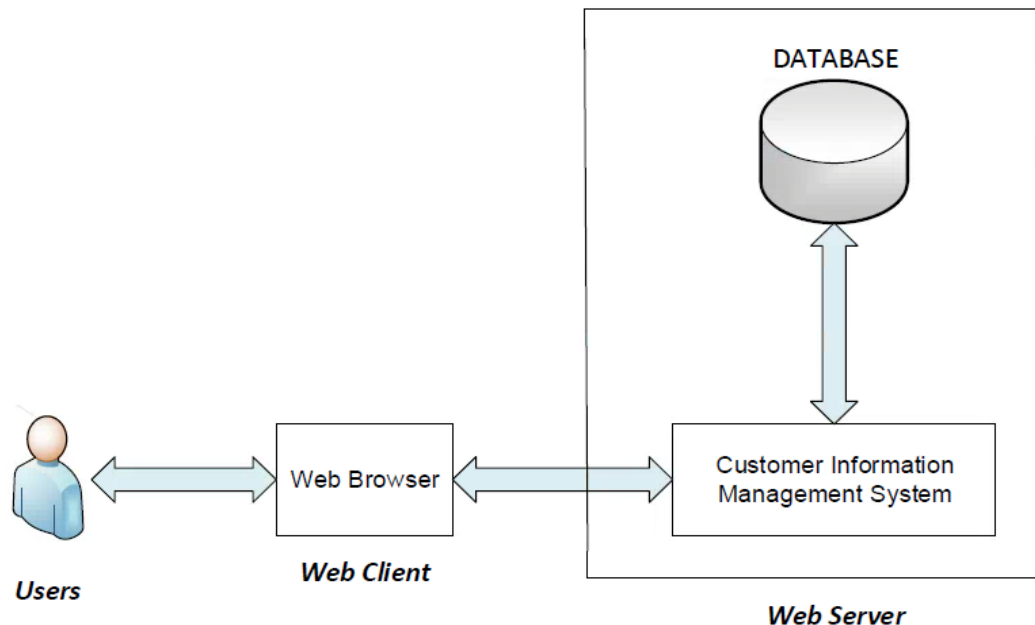 DATABASE
Web Browser
Customer Information
Management System
Users
Web Client
Web Server